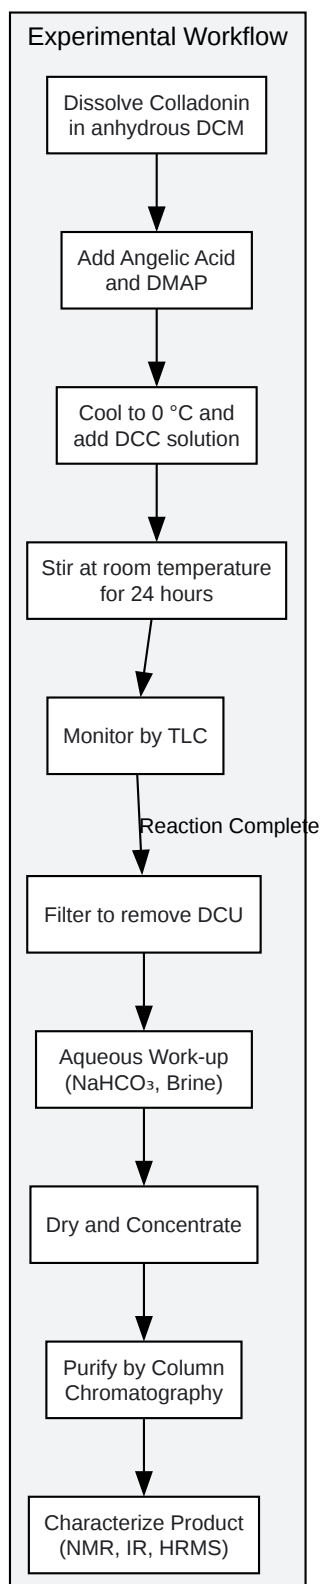 Experimental Workflow
Dissolve Colladonin
in anhydrous DCM
Add Angelic Acid
and DMAP
Cool to 0 °C and
add DCC solution
Stir at room temperature
for 24 hours
Monitor by TLC
Reaction Complete
Filter to remove DCU
Aqueous Work-up
(NaHCO₃, Brine)
Dry and Concentrate
Purify by Column
Chromatography
Characterize Product
(NMR, IR, HRMS)